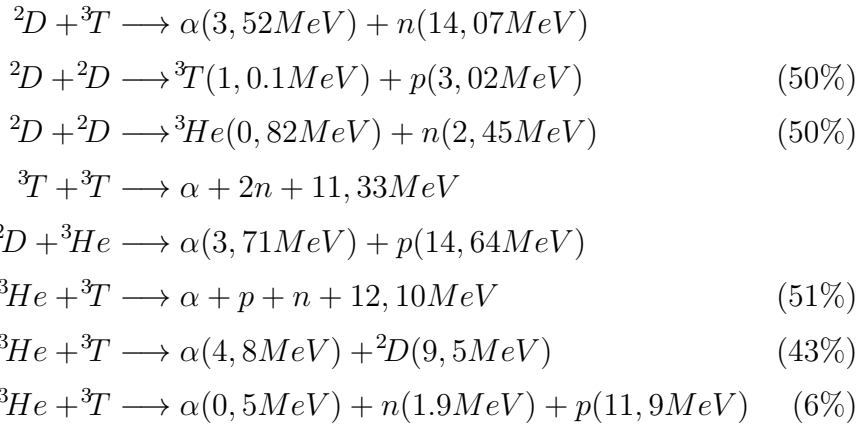 ²D + ³T ⟶ α(3, 52MeV) + n(14, 07MeV)
²D + ²D ⟶ ³T(1, 0.1MeV) + p(3, 02MeV) (50%)
²D + ²D ⟶ ³He(0, 82MeV) + n(2, 45MeV) (50%)
³T + ³T ⟶ α + 2n + 11, 33MeV
²D + ³He ⟶ α(3, 71MeV) + p(14, 64MeV)
³He + ³T ⟶ α + p + n + 12, 10MeV (51%)
³He + ³T ⟶ α(4, 8MeV) + ²D(9, 5MeV) (43%)
³He + ³T ⟶ α(0, 5MeV) + n(1.9MeV) + p(11, 9MeV) (6%)